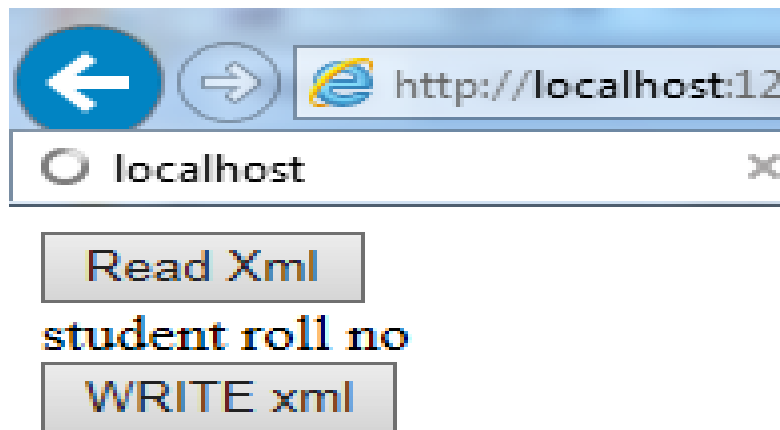 http://localhost:12
localhost
Read Xml
student roll no
WRITE xml